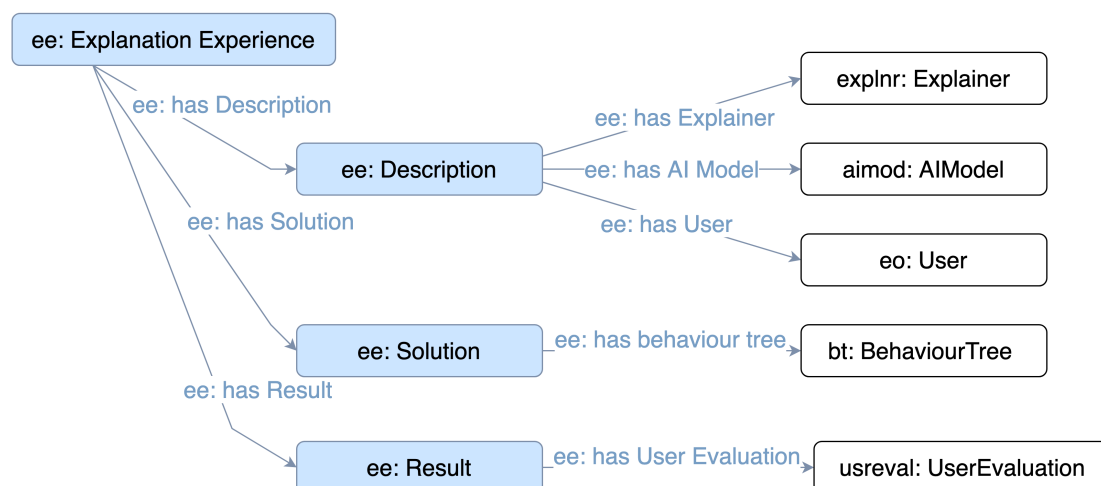 ee: Explanation Experience
explnr: Explainer
ee: has Description
ee: has Explainer
ee: Description
ee: has AI Model
aimod: AIModel
ee: has Solution
ee: has User
eo: User
ee: Solution
ee: has behaviour tree
bt: BehaviourTree
ee: has Result
ee: Result
ee: has User Evaluation
usreval: UserEvaluation